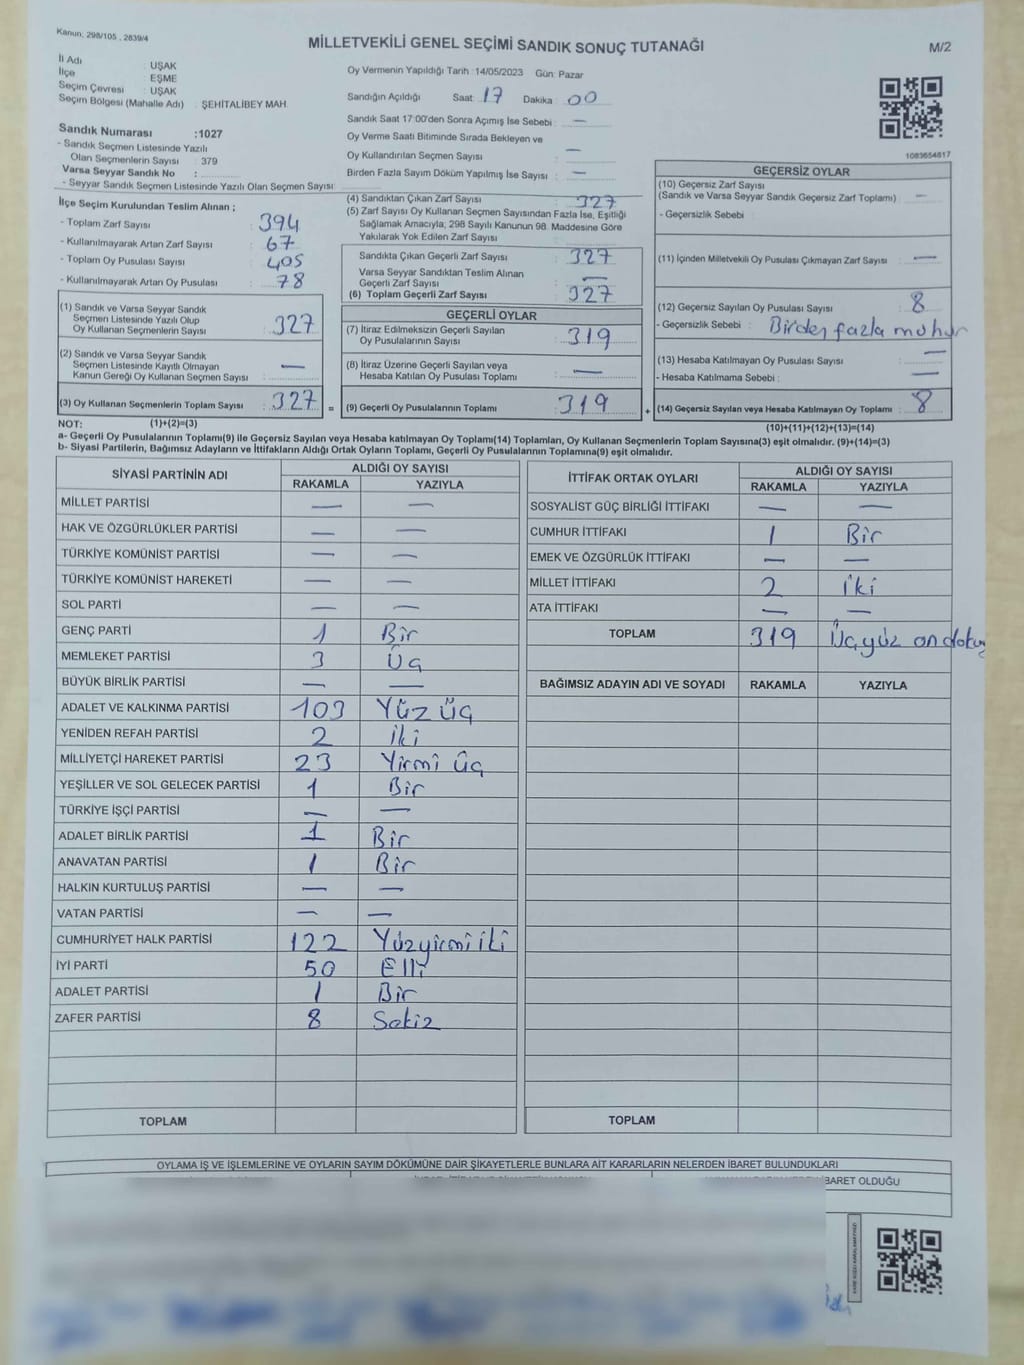 Kanun: 298/105 , 2839/4
MİLLETVEKİLİ GENEL SEÇİMİ SANDIK SONUÇ TUTANAĞI
M/2
İl Adı UŞAK
İlçe EŞME
Seçim Çevresi UŞAK
Seçim Bölgesi (Mahalle Adı) : ŞEHİTALİBEY MAH.
Sandık Numarası :1027
- Sandık Seçmen Listesinde Yazılı
Olan Seçmenlerin Sayısı : 379
Varsa Seyyar Sandık No :
- Seyyar Sandık Seçmen Listesinde Yazılı Olan Seçmen Sayısı
Oy Vermenin Yapıldığı Tarih :14/05/2023 Gün: Pazar
Sandığın Açıldığı Saat 17 Dakika 00
Sandık Saat 17:00'den Sonra Açımış İse Sebebi : —
Oy Verme Saati Bitiminde Sırada Bekleyen ve
Oy Kullandırılan Seçmen Sayısı —
Birden Fazla Sayım Döküm Yapılmış İse Sayısı : —
1083654817
İlçe Seçim Kurulundan Teslim Alınan ;
- Toplam Zarf Sayısı : 394
- Kullanılmayarak Artan Zarf Sayısı : 67
- Toplam Oy Pusulası Sayısı : 405
- Kullanılmayarak Artan Oy Pusulası : 78
(1) Sandık ve Varsa Seyyar Sandık
Seçmen Listesinde Yazılı Olup
Oy Kullanan Seçmenlerin Sayısı : 327
(2) Sandık ve Varsa Seyyar Sandık
Seçmen Listesinde Kayıtlı Olmayan
Kanun Gereği Oy Kullanan Seçmen Sayısı : —
(3) Oy Kullanan Seçmenlerin Toplam Sayısı : 327 =
(4) Sandıktan Çıkan Zarf Sayısı : 327
(5) Zarf Sayısı Oy Kullanan Seçmen Sayısından Fazla İse, Eşitliği
Sağlamak Amacıyla; 298 Sayılı Kanunun 98. Maddesine Göre
Yakılarak Yok Edilen Zarf Sayısı
Sandıkta Çıkan Geçerli Zarf Sayısı : 327
Varsa Seyyar Sandıktan Teslim Alınan
Geçerli Zarf Sayısı : —
(6) Toplam Geçerli Zarf Sayısı : 327
GEÇERLİ OYLAR
(7) İtiraz Edilmeksizin Geçerli Sayılan
Oy Pusulalarının Sayısı : 319
(8) İtiraz Üzerine Geçerli Sayılan veya
Hesaba Katılan Oy Pusulası Toplamı : —
(9) Geçerli Oy Pusulalarının Toplamı : 319 +
GEÇERSİZ OYLAR
(10) Geçersiz Zarf Sayısı
(Sandık ve Varsa Seyyar Sandık Geçersiz Zarf Toplamı) : —
- Geçersizlik Sebebi :
(11) İçinden Milletvekili Oy Pusulası Çıkmayan Zarf Sayısı : —
(12) Geçersiz Sayılan Oy Pusulası Sayısı : 8
- Geçersizlik Sebebi : Birden fazla mühür
(13) Hesaba Katılmayan Oy Pusulası Sayısı : —
- Hesaba Katılmama Sebebi : —
(14) Geçersiz Sayılan veya Hesaba Katılmayan Oy Toplamı : 8
NOT: (1)+(2)=(3) (10)+(11)+(12)+(13)=(14)
a- Geçerli Oy Pusulalarının Toplamı(9) ile Geçersiz Sayılan veya Hesaba katılmayan Oy Toplamı(14) Toplamları, Oy Kullanan Seçmenlerin Toplam Sayısına(3) eşit olmalıdır. (9)+(14)=(3)
b- Siyasi Partilerin, Bağımsız Adayların ve İttifakların Aldığı Ortak Oyların Toplamı, Geçerli Oy Pusulalarının Toplamına(9) eşit olmalıdır.
SİYASİ PARTİNİN ADI ALDIĞI OY SAYISI
RAKAMLA YAZIYLA
MİLLET PARTİSİ — —
HAK VE ÖZGÜRLÜKLER PARTİSİ — —
TÜRKİYE KOMÜNİST PARTİSİ — —
TÜRKİYE KOMÜNİST HAREKETİ — —
SOL PARTİ — —
GENÇ PARTİ 1 Bir
MEMLEKET PARTİSİ 3 Üç
BÜYÜK BİRLİK PARTİSİ — —
ADALET VE KALKINMA PARTİSİ 103 Yüz üç
YENİDEN REFAH PARTİSİ 2 İki
MİLLİYETÇİ HAREKET PARTİSİ 23 Yirmi üç
YEŞİLLER VE SOL GELECEK PARTİSİ 1 Bir
TÜRKİYE İŞÇİ PARTİSİ — —
ADALET BİRLİK PARTİSİ 1 Bir
ANAVATAN PARTİSİ 1 Bir
HALKIN KURTULUŞ PARTİSİ — —
VATAN PARTİSİ — —
CUMHURİYET HALK PARTİSİ 122 Yüzyirmi iki
İYİ PARTİ 50 Elli
ADALET PARTİSİ 1 Bir
ZAFER PARTİSİ 8 Sekiz
TOPLAM
İTTİFAK ORTAK OYLARI ALDIĞI OY SAYISI
RAKAMLA YAZIYLA
SOSYALİST GÜÇ BİRLİĞİ İTTİFAKI — —
CUMHUR İTTİFAKI 1 Bir
EMEK VE ÖZGÜRLÜK İTTİFAKI — —
MİLLET İTTİFAKI 2 İki
ATA İTTİFAKI — —
TOPLAM 319 Üçyüz ondokuz
BAĞIMSIZ ADAYIN ADI VE SOYADI RAKAMLA YAZIYLA
TOPLAM
OYLAMA İŞ VE İŞLEMLERİNE VE OYLARIN SAYIM DÖKÜMÜNE DAİR ŞİKAYETLERLE BUNLARA AİT KARARLARIN NELERDEN İBARET BULUNDUKLARI
İBARET OLDUĞU